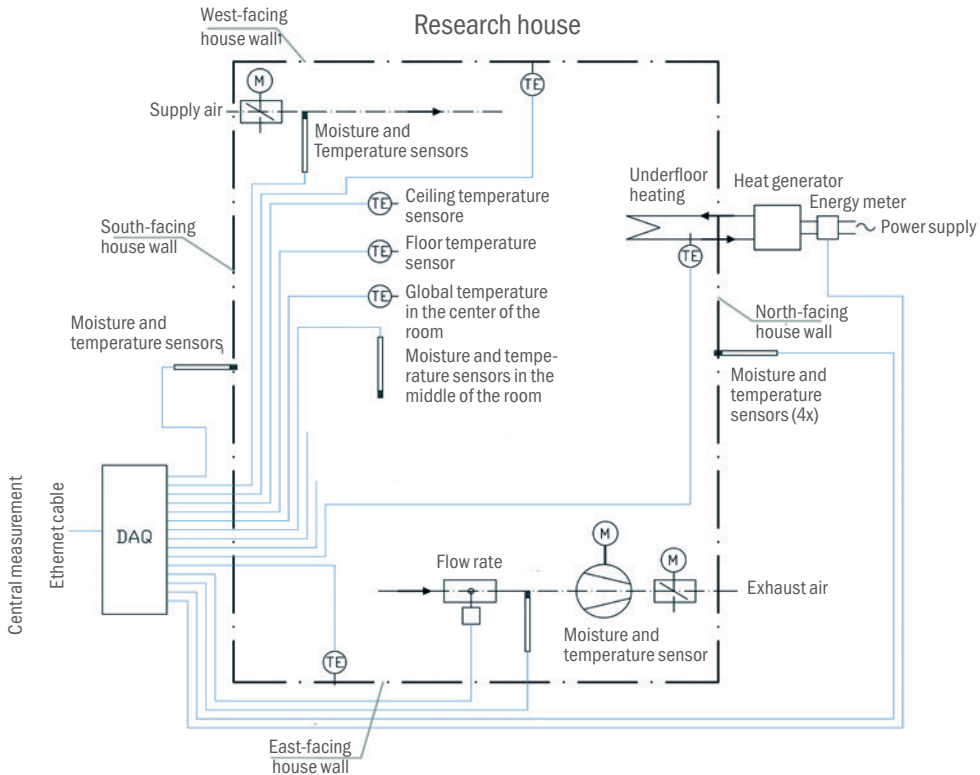 West-facing
house wall
Research house
M
TE
Supply air
Moisture and
Temperature sensors
Underfloor
heating
Heat generator
Energy meter
Power supply
TE
Ceiling temperature
sensore
South-facing
house wall
TE
Floor temperature
sensor
TE
TE
Global temperature
in the center of the
room
North-facing
house wall
Moisture and
temperature sensors
Moisture and tempe-
rature sensors in the
middle of the room
Moisture and
temperature
sensors (4x)
Central measurement
Ethernet cable
DAQ
Flow rate
M
M
Exhaust air
Moisture and
temperature sensor
TE
East-facing
house wall